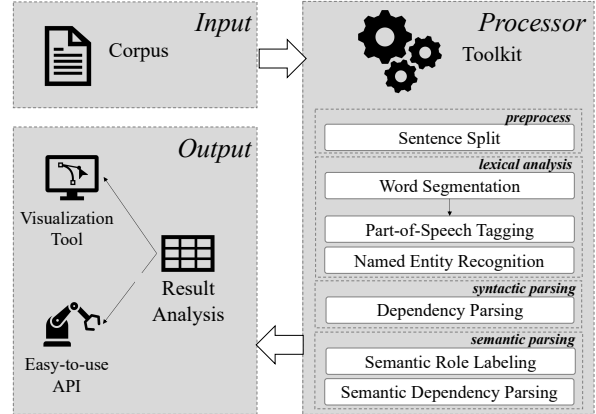 Input
Corpus
Processor
Toolkit
preprocess
Sentence Split
lexical analysis
Word Segmentation
Part-of-Speech Tagging
Named Entity Recognition
syntactic parsing
Dependency Parsing
semantic parsing
Semantic Role Labeling
Semantic Dependency Parsing
Output
Visualization
Tool
Result
Analysis
Easy-to-use
API